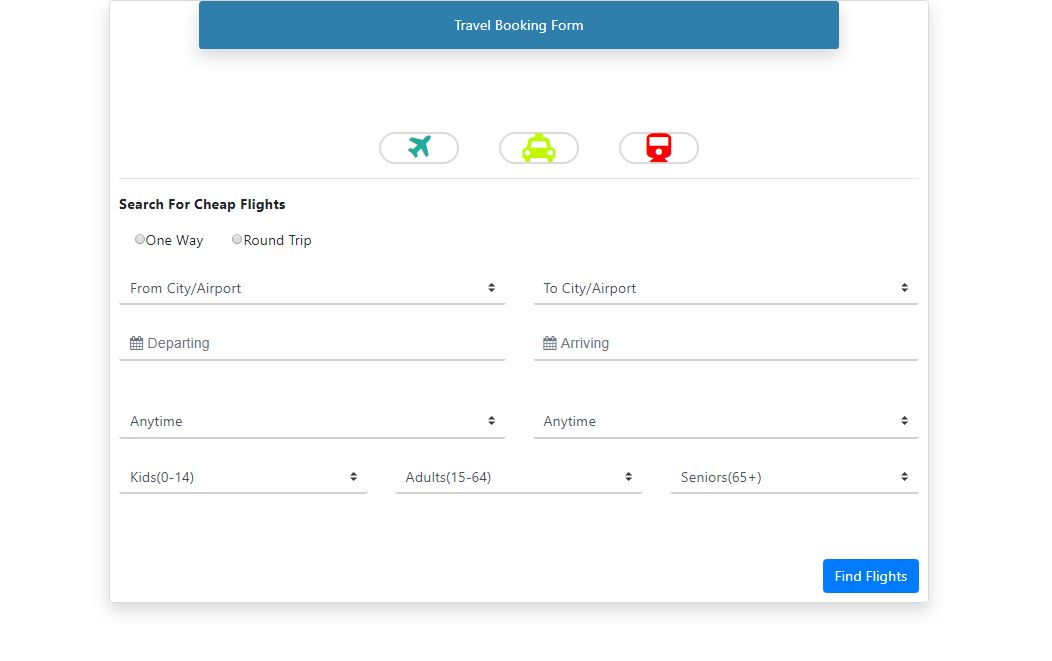 Travel Booking Form
Search For Cheap Flights
One Way Round Trip
From City/Airport To City/Airport
Departing Arriving
Anytime Anytime
Kids(0-14) Adults(15-64) Seniors(65+)
Find Flights